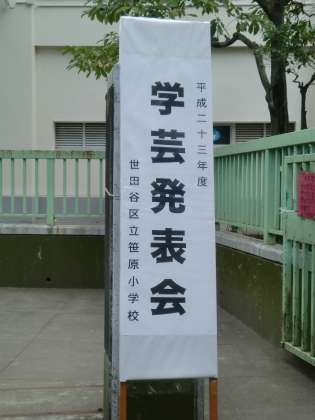 平成二十三年度
学芸発表会
世田谷区立笹原小学校